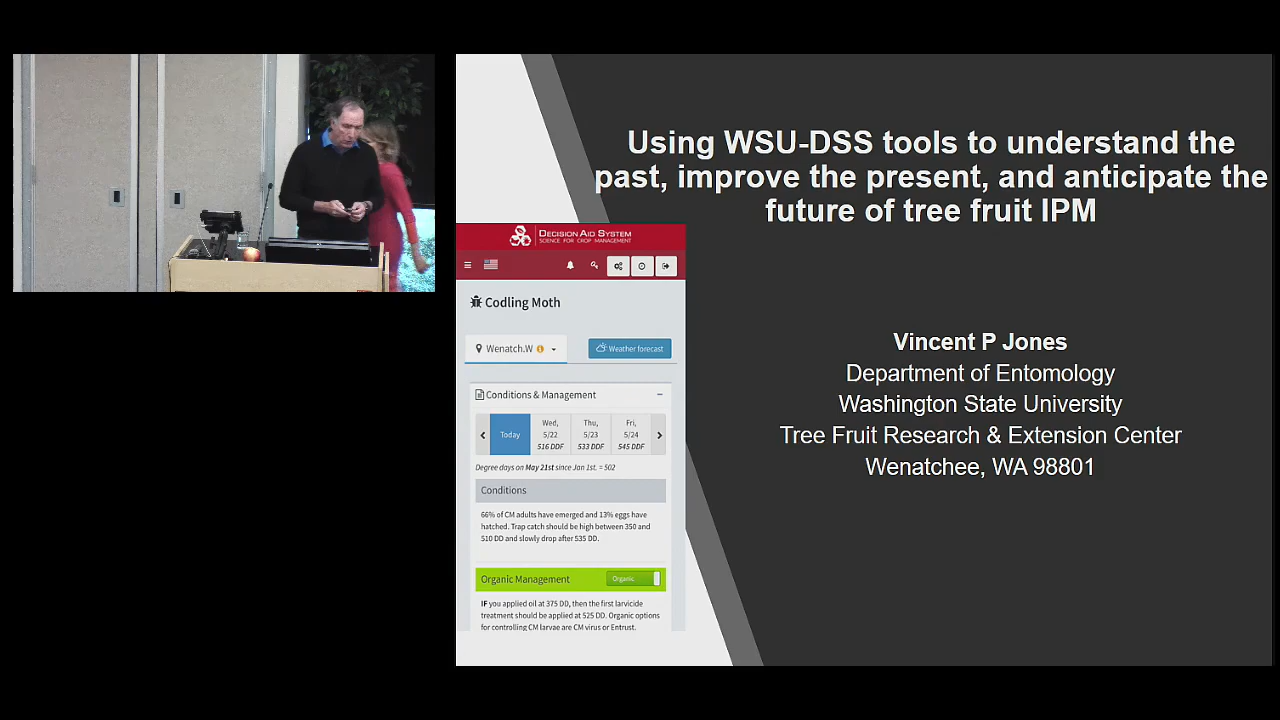 Using WSU-DSS tools to understand the
past, improve the present, and anticipate the
future of tree fruit IPM
DECISION AID SYSTEM
SCIENCE FOR CROP MANAGEMENT
Codling Moth
Wenatch.W
Weather forecast
Conditions & Management
Today
Wed,
5/22
516 DDF
Thu,
5/23
533 DDF
Fri,
5/24
545 DDF
Degree days on May 21st since Jan 1st. = 502
Conditions
66% of CM adults have emerged and 13% eggs have
hatched. Trap catch should be high between 350 and
510 DD and slowly drop after 535 DD.
Organic Management
Organic
IF you applied oil at 375 DD, then the first larvicide
treatment should be applied at 525 DD. Organic options
for controlling CM larvae are CM virus or Entrust.
Vincent P Jones
Department of Entomology
Washington State University
Tree Fruit Research & Extension Center
Wenatchee, WA 98801